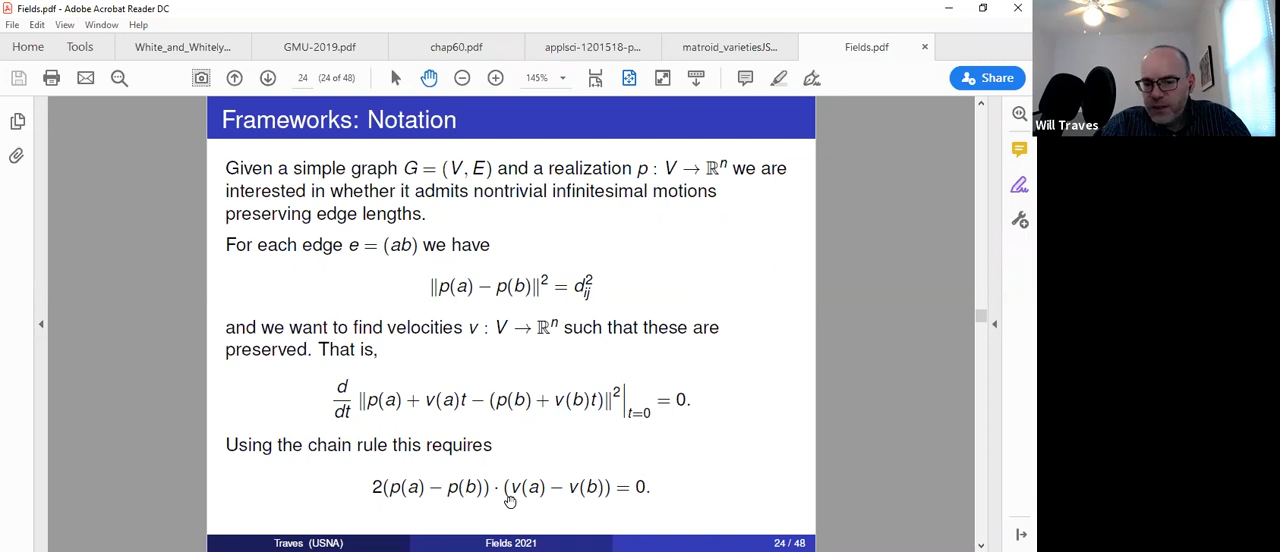 Fields.pdf - Adobe Acrobat Reader DC
File Edit View Window Help
Home Tools White_and_Whitely... GMU-2019.pdf chap60.pdf applsci-1201518-p... matroid_varietiesJS... Fields.pdf ×
24 (24 of 48) 145% Share
Will Traves
Frameworks: Notation
Given a simple graph G = (V, E) and a realization p : V → ℝⁿ we are
interested in whether it admits nontrivial infinitesimal motions
preserving edge lengths.
For each edge e = (ab) we have
‖p(a) − p(b)‖² = d²ᵢⱼ
and we want to find velocities v : V → ℝⁿ such that these are
preserved. That is,
d/dt ‖p(a) + v(a)t − (p(b) + v(b)t)‖²|ₜ₌₀ = 0.
Using the chain rule this requires
2(p(a) − p(b)) · (v(a) − v(b)) = 0.
Traves (USNA) Fields 2021 24 / 48